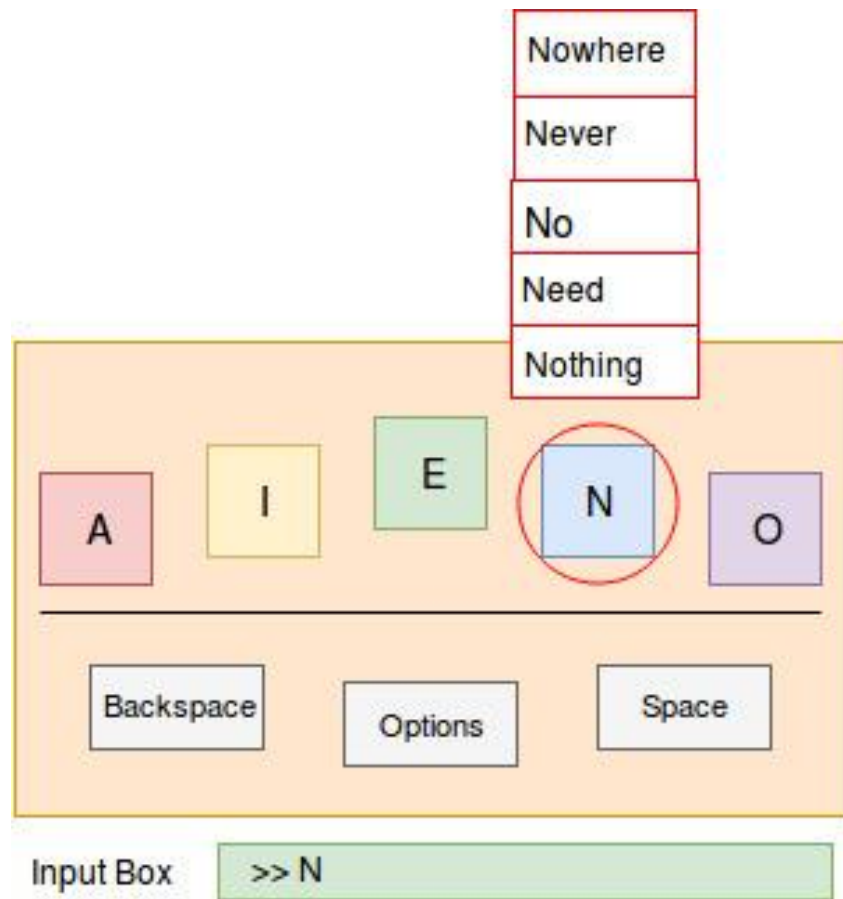 Nowhere
Never
No
Need
Nothing
A I E N O
Backspace Options Space
Input Box >> N